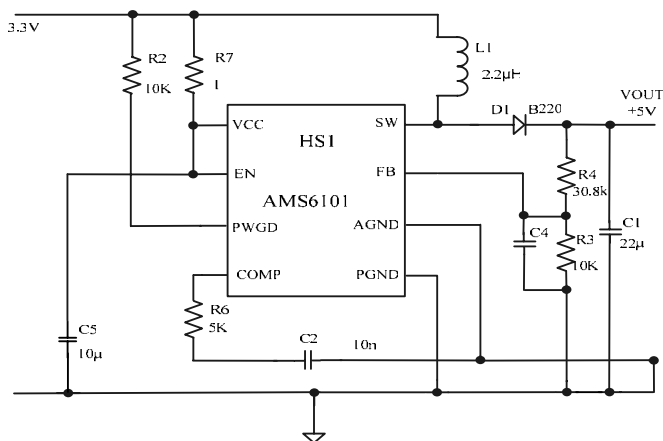 3.3V
L1
R2
R7
10K
1
2.2μH
D1
B220
VOUT
+5V
VCC
SW
HS1
R4
30.8k
EN
FB
AMS6101
PWGD
AGND
C4
R3
10K
C1
22μ
COMP
PGND
R6
5K
C5
10μ
C2
10n